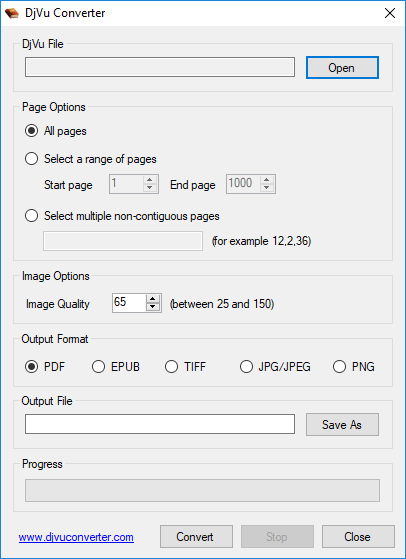 DjVu Converter
DjVu File
Open
Page Options
All pages
Select a range of pages
Start page 1 End page 1000
Select multiple non-contiguous pages
(for example 12,2,36)
Image Options
Image Quality 65 (between 25 and 150)
Output Format
PDF EPUB TIFF JPG/JPEG PNG
Output File
Save As
Progress
www.djvuconverter.com Convert Stop Close